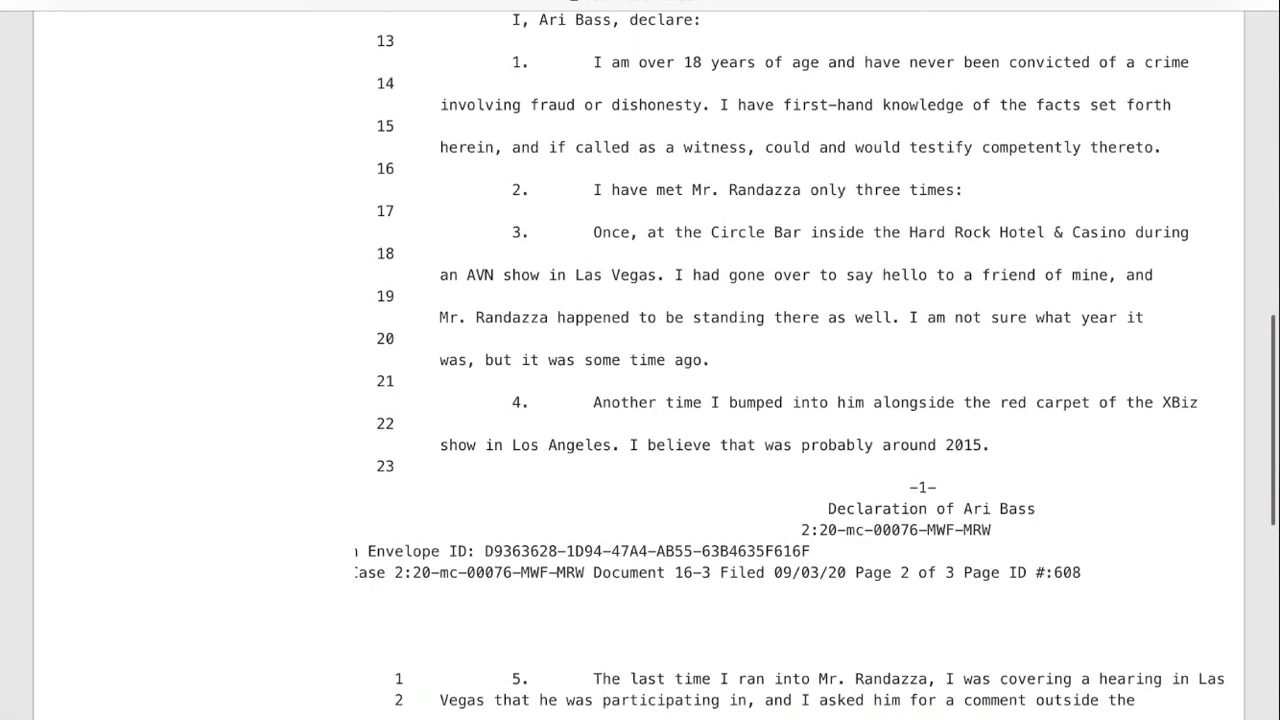 I, Ari Bass, declare:
13
1. I am over 18 years of age and have never been convicted of a crime
14
involving fraud or dishonesty. I have first-hand knowledge of the facts set forth
15
herein, and if called as a witness, could and would testify competently thereto.
16
2. I have met Mr. Randazza only three times:
17
3. Once, at the Circle Bar inside the Hard Rock Hotel & Casino during
18
an AVN show in Las Vegas. I had gone over to say hello to a friend of mine, and
19
Mr. Randazza happened to be standing there as well. I am not sure what year it
20
was, but it was some time ago.
21
4. Another time I bumped into him alongside the red carpet of the XBiz
22
show in Los Angeles. I believe that was probably around 2015.
23
-1-
Declaration of Ari Bass
2:20-mc-00076-MWF-MRW
Envelope ID: D9363628-1D94-47A4-AB55-63B4635F616F
ase 2:20-mc-00076-MWF-MRW Document 16-3 Filed 09/03/20 Page 2 of 3 Page ID #:608
1 5. The last time I ran into Mr. Randazza, I was covering a hearing in Las
2 Vegas that he was participating in, and I asked him for a comment outside the